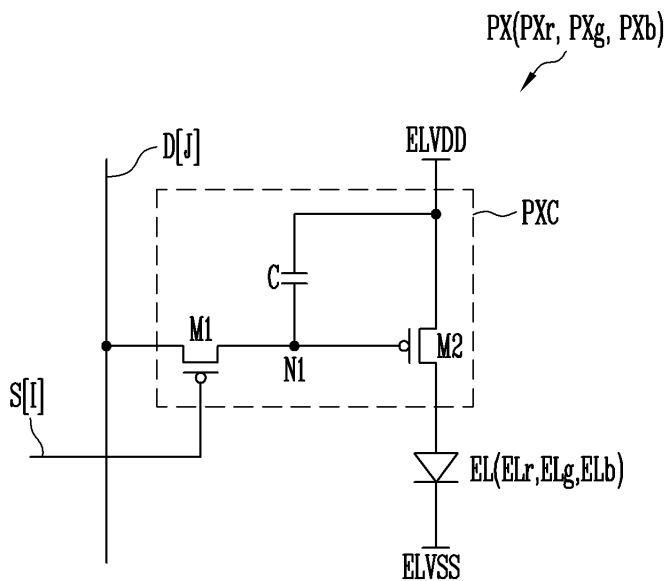 PX(PXr, PXg, PXb)
D[J]
ELVDD
PXC
C
M1
M2
N1
S[I]
EL(ELr,ELg,ELb)
ELVSS